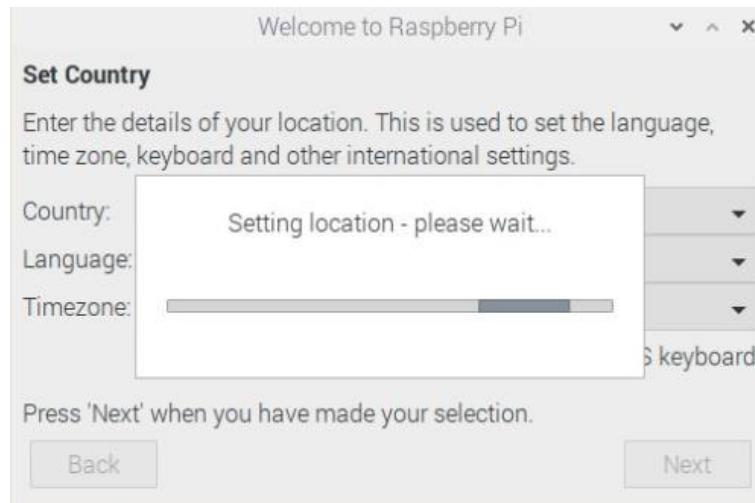 Welcome to Raspberry Pi
Set Country
Enter the details of your location. This is used to set the language,
time zone, keyboard and other international settings.
Country:
Setting location - please wait...
Language:
Timezone:
keyboard
Press 'Next' when you have made your selection.
Back
Next